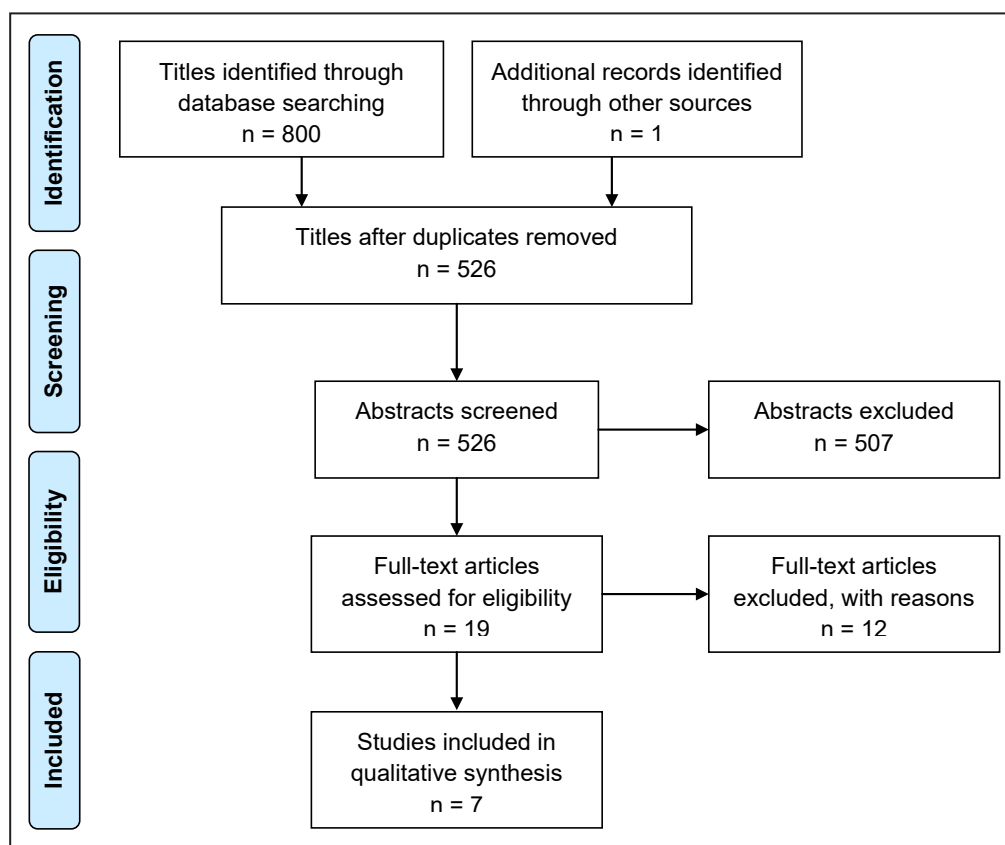 Identification
Titles identified through
database searching
n = 800
Additional records identified
through other sources
n = 1
Titles after duplicates removed
n = 526
Screening
Abstracts screened
n = 526
Abstracts excluded
n = 507
Eligibility
Full-text articles
assessed for eligibility
n = 19
Full-text articles
excluded, with reasons
n = 12
Included
Studies included in
qualitative synthesis
n = 7